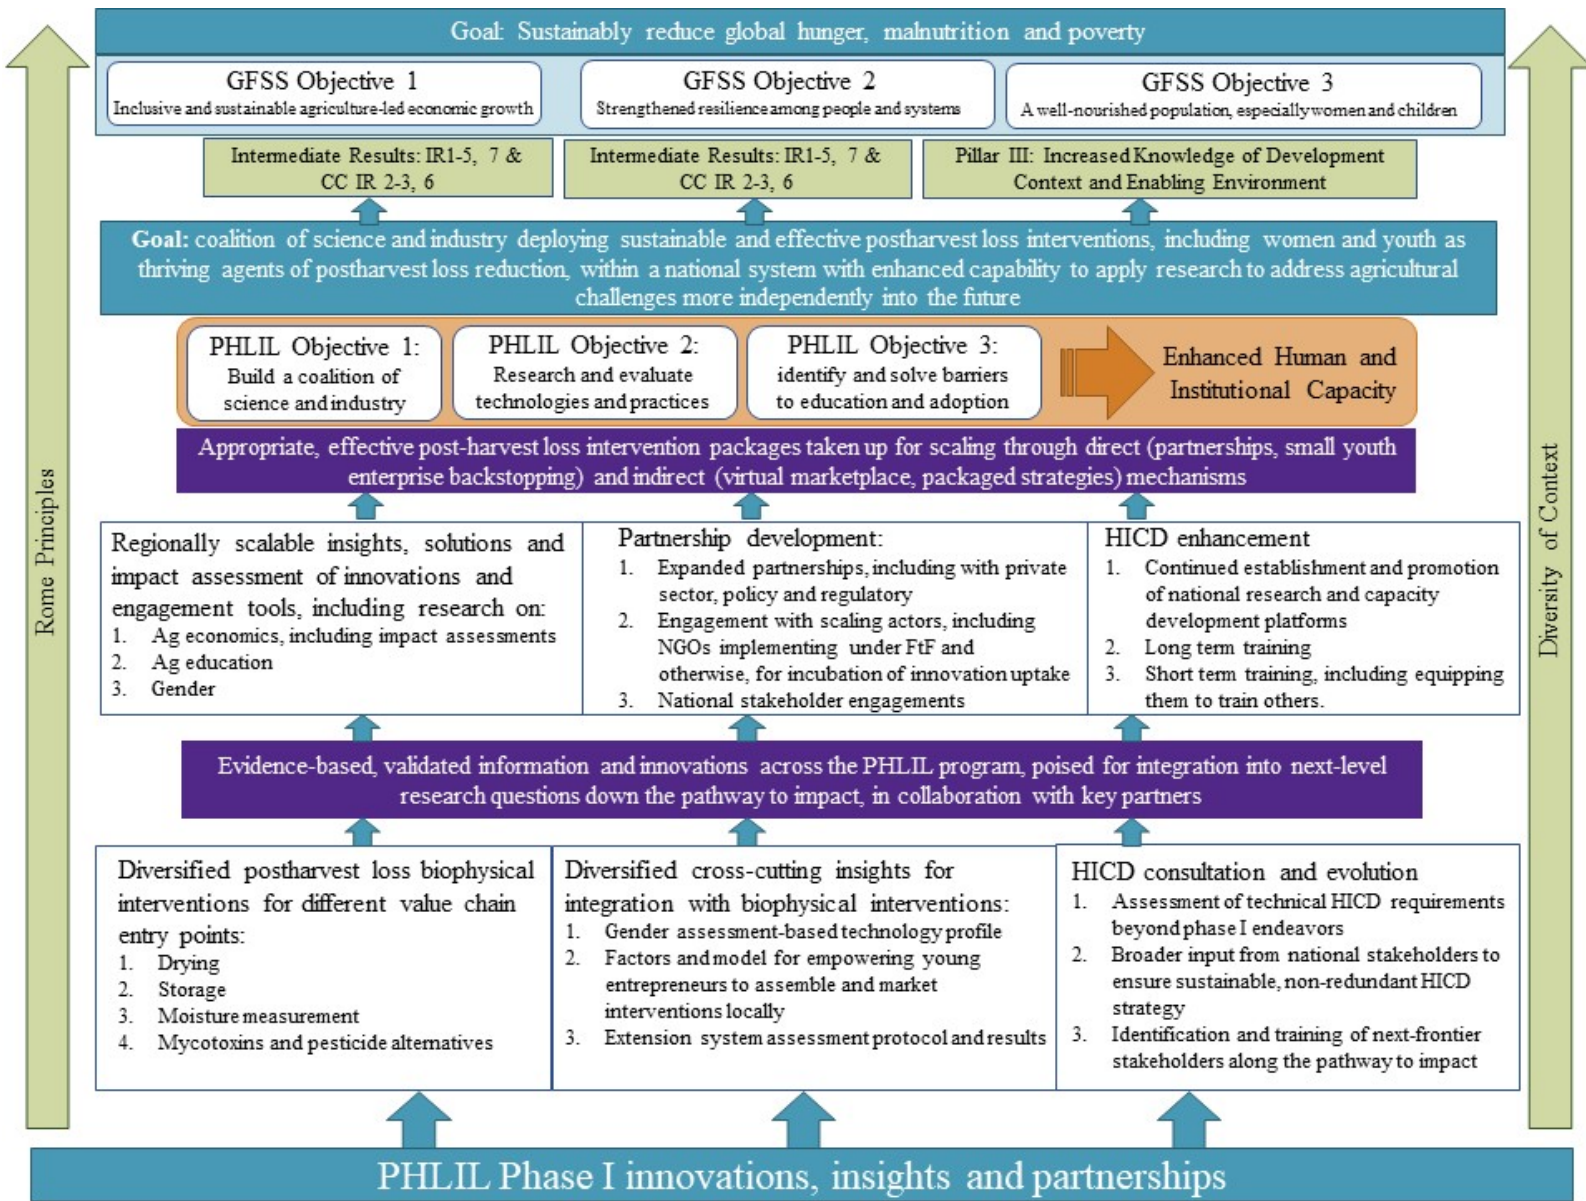 Goal: Sustainably reduce global hunger, malnutrition and poverty
GFSS Objective 1
Inclusive and sustainable agriculture-led economic growth
GFSS Objective 2
Strengthened resilience among people and systems
GFSS Objective 3
A well-nourished population, especially women and children
Intermediate Results: IR1-5, 7 &
CC IR 2-3, 6
Intermediate Results: IR1-5, 7 &
CC IR 2-3, 6
Pillar III: Increased Knowledge of Development
Context and Enabling Environment
Goal: coalition of science and industry deploying sustainable and effective postharvest loss interventions, including women and youth as
thriving agents of postharvest loss reduction, within a national system with enhanced capability to apply research to address agricultural
challenges more independently into the future
PHLIL Objective 1:
Build a coalition of
science and industry
PHLIL Objective 2:
Research and evaluate
technologies and practices
PHLIL Objective 3:
identify and solve barriers
to education and adoption
Enhanced Human and
Institutional Capacity
Appropriate, effective post-harvest loss intervention packages taken up for scaling through direct (partnerships, small youth
enterprise backstopping) and indirect (virtual marketplace, packaged strategies) mechanisms
Rome Principles
Diversity of Context
Regionally scalable insights, solutions and
impact assessment of innovations and
engagement tools, including research on:
1. Ag economics, including impact assessments
2. Ag education
3. Gender
Partnership development:
1. Expanded partnerships, including with private
sector, policy and regulatory
2. Engagement with scaling actors, including
NGOs implementing under FtF and
otherwise, for incubation of innovation uptake
3. National stakeholder engagements
HICD enhancement
1. Continued establishment and promotion
of national research and capacity
development platforms
2. Long term training
3. Short term training, including equipping
them to train others.
Evidence-based, validated information and innovations across the PHLIL program, poised for integration into next-level
research questions down the pathway to impact, in collaboration with key partners
Diversified postharvest loss biophysical
interventions for different value chain
entry points:
1. Drying
2. Storage
3. Moisture measurement
4. Mycotoxins and pesticide alternatives
Diversified cross-cutting insights for
integration with biophysical interventions:
1. Gender assessment-based technology profile
2. Factors and model for empowering young
entrepreneurs to assemble and market
interventions locally
3. Extension system assessment protocol and results
HICD consultation and evolution
1. Assessment of technical HICD requirements
beyond phase I endeavors
2. Broader input from national stakeholders to
ensure sustainable, non-redundant HICD
strategy
3. Identification and training of next-frontier
stakeholders along the pathway to impact
PHLIL Phase I innovations, insights and partnerships